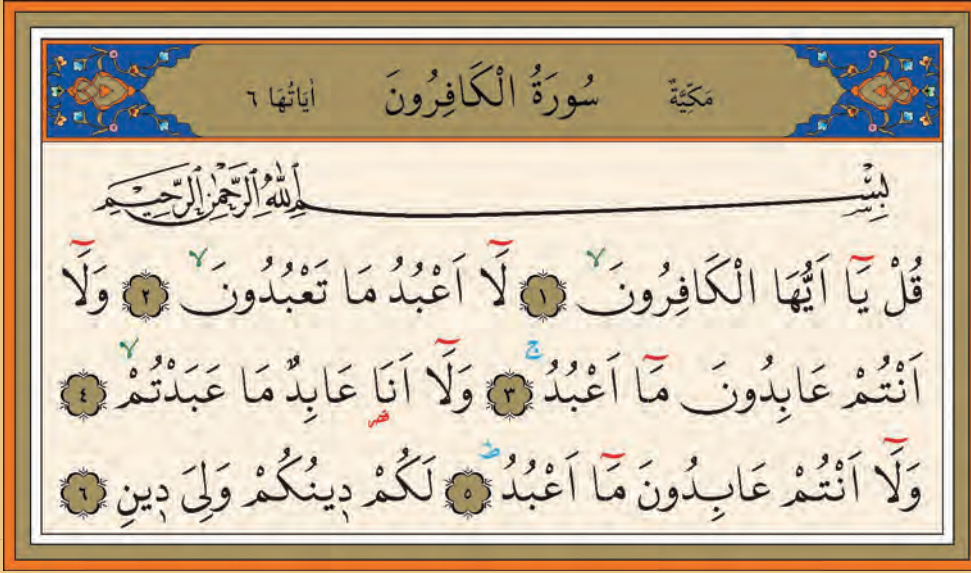 مَكِّيَّةٌ سُورَةُ الْكَافِرُونَ اٰيَاتُهَا ٦
بِسْمِ اللّٰهِ الرَّحْمٰنِ الرَّحٖيمِ
قُلْ يَٓا اَيُّهَا الْكَافِرُونَۙ ١ لَٓا اَعْبُدُ مَا تَعْبُدُونَۙ ٢ وَلَٓا
اَنْتُمْ عَابِدُونَ مَٓا اَعْبُدُۚ ٣ وَلَٓا اَنَا۬ عَابِدٌ مَا عَبَدْتُمْۙ ٤
وَلَٓا اَنْتُمْ عَابِدُونَ مَٓا اَعْبُدُۜ ٥ لَكُمْ دٖينُكُمْ وَلِيَ دٖينِ ٦